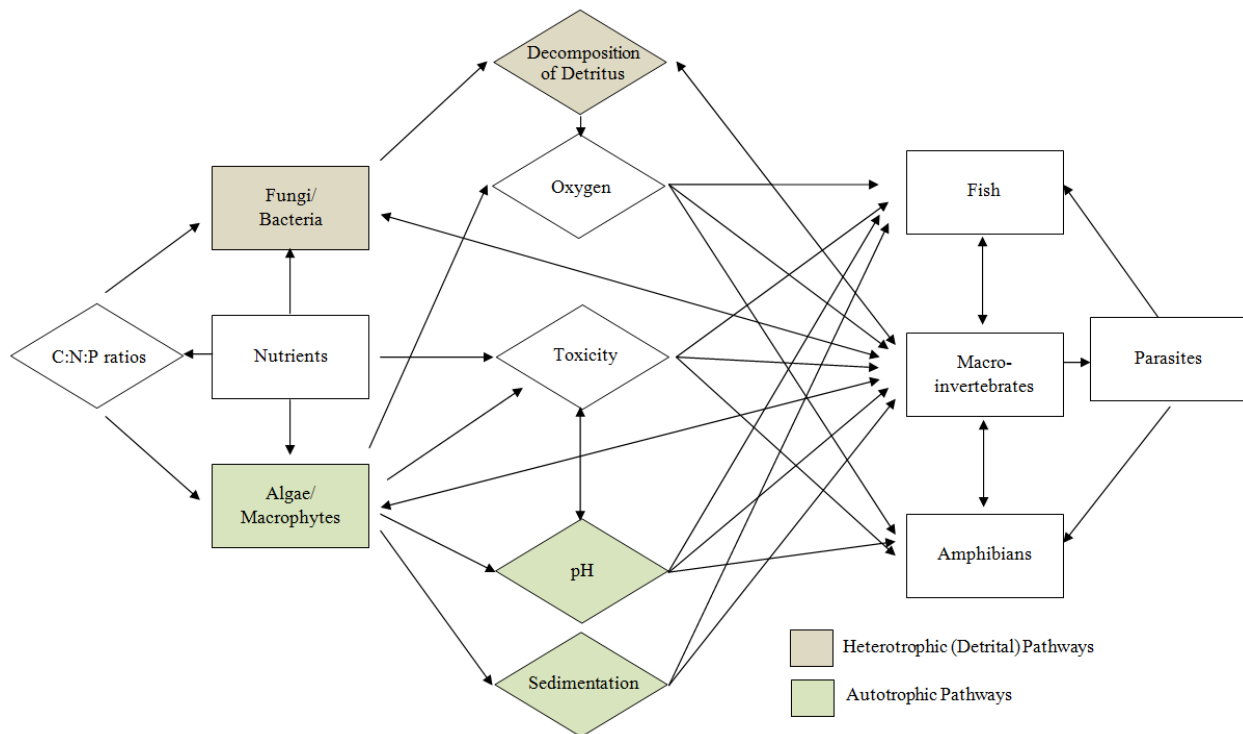 Decomposition
of Detritus
Oxygen
Fish
Fungi/
Bacteria
C:N:P ratios
Nutrients
Toxicity
Macro-
invertebrates
Parasites
Algae/
Macrophytes
pH
Amphibians
Sedimentation
Heterotrophic (Detrital) Pathways
Autotrophic Pathways